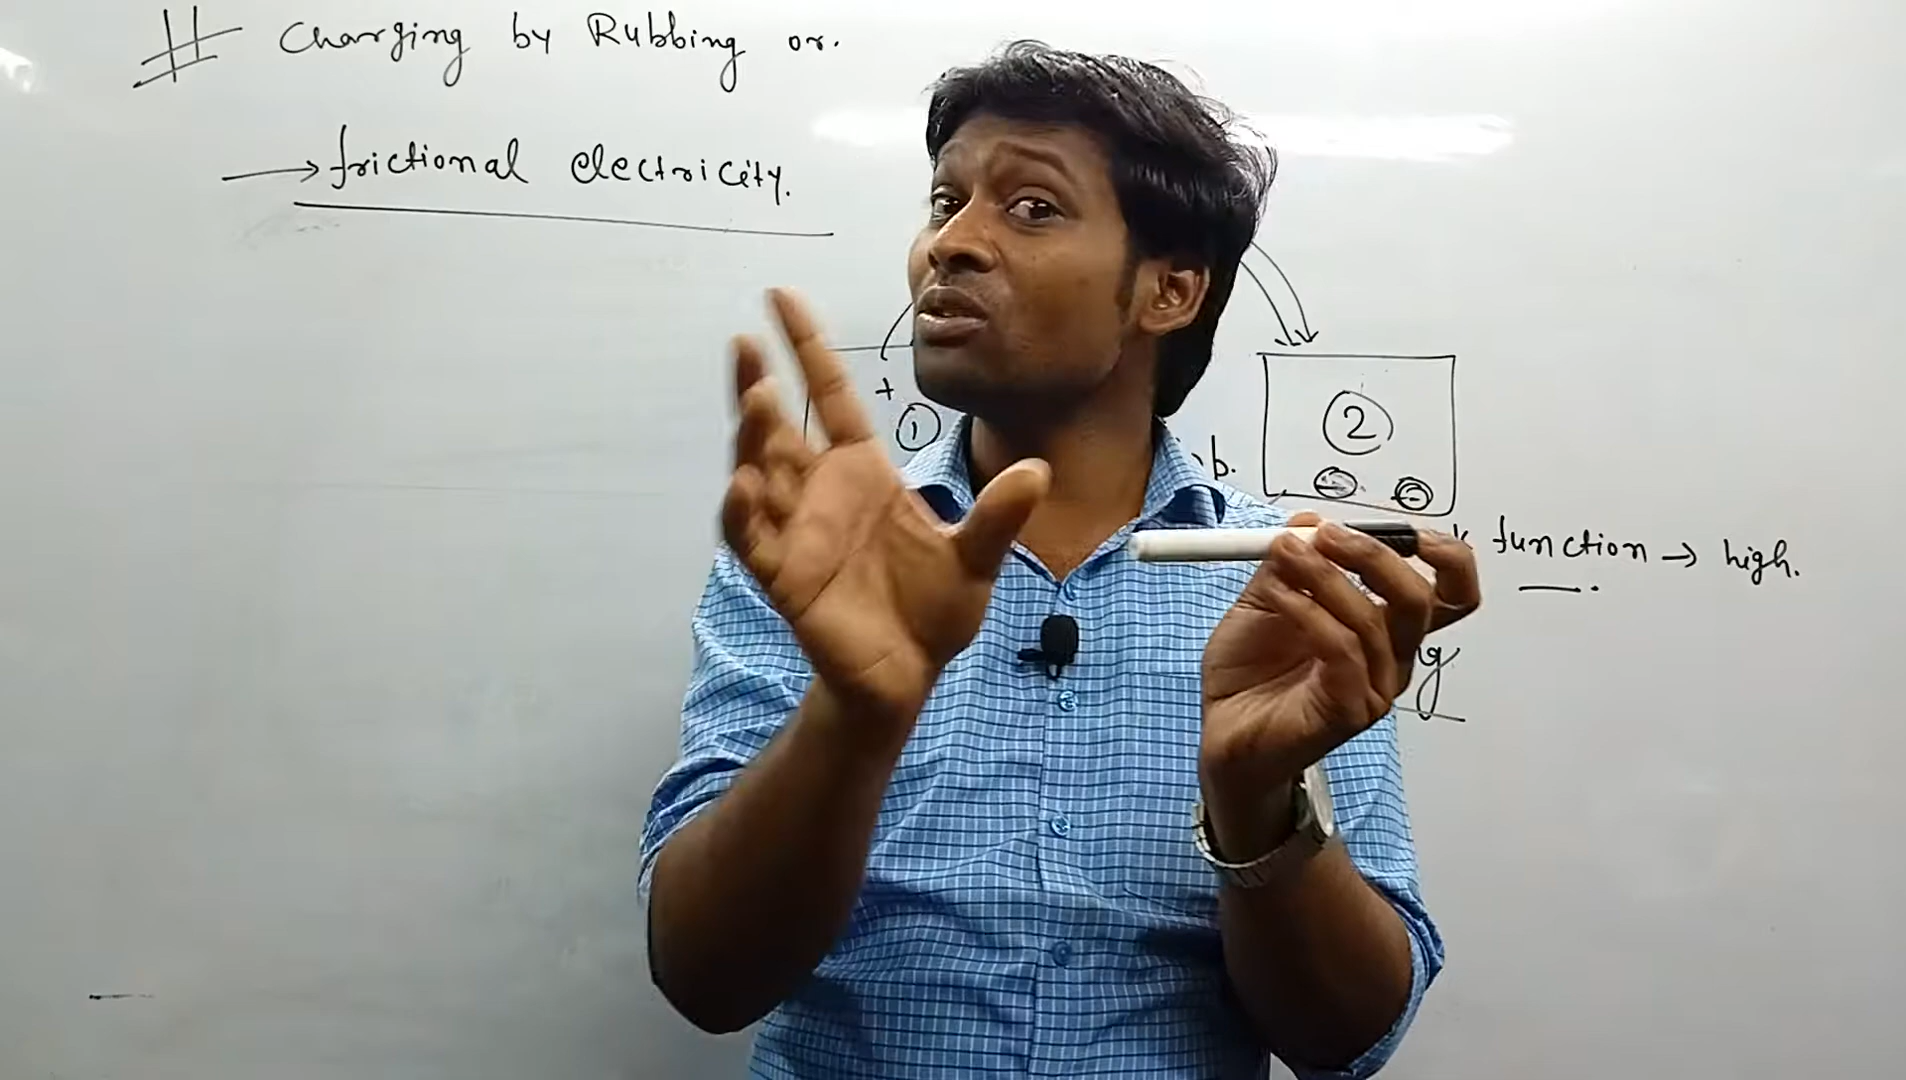 # Charging by Rubbing or.
→ frictional electricity.
+
1
2
b.
- -
function → high.